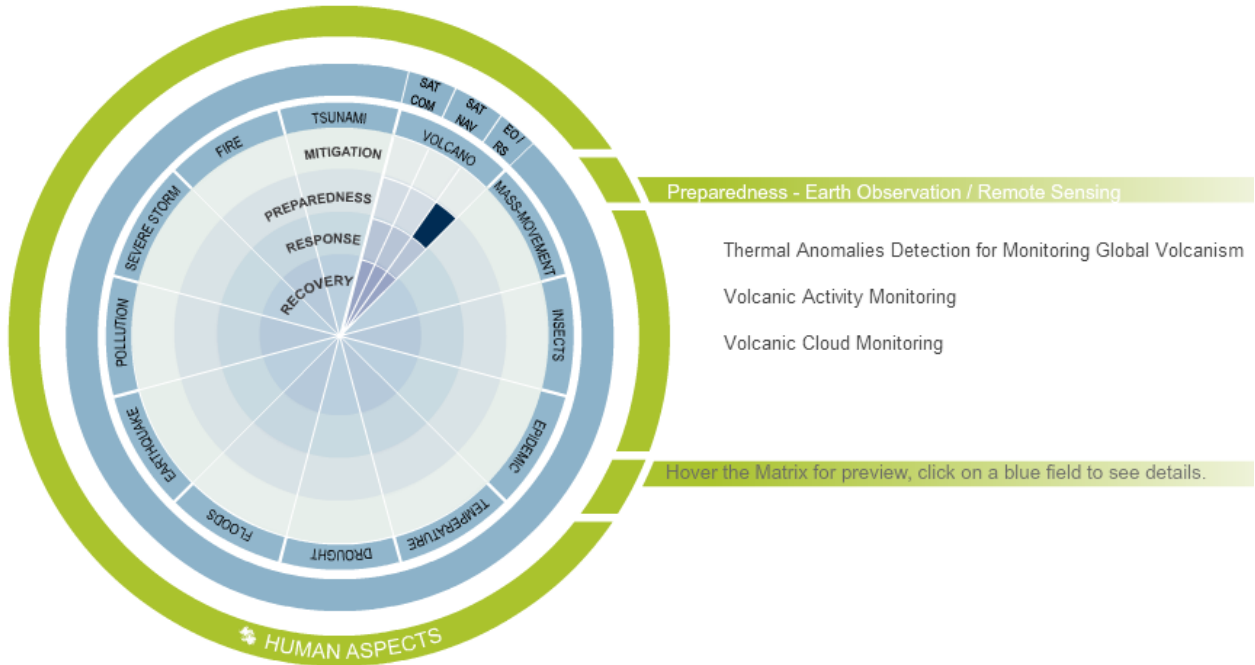 SAT
COM
SAT
NAV
EO /
RS
TSUNAMI
VOLCANO
MASS-MOVEMENT
INSECTS
EPIDEMIC
TEMPERATURE
DROUGHT
FLOODS
EARTHQUAKE
POLLUTION
SEVERE STORM
FIRE
MITIGATION
PREPAREDNESS
RESPONSE
RECOVERY
HUMAN ASPECTS
Preparedness - Earth Observation / Remote Sensing
Thermal Anomalies Detection for Monitoring Global Volcanism
Volcanic Activity Monitoring
Volcanic Cloud Monitoring
Hover the Matrix for preview, click on a blue field to see details.